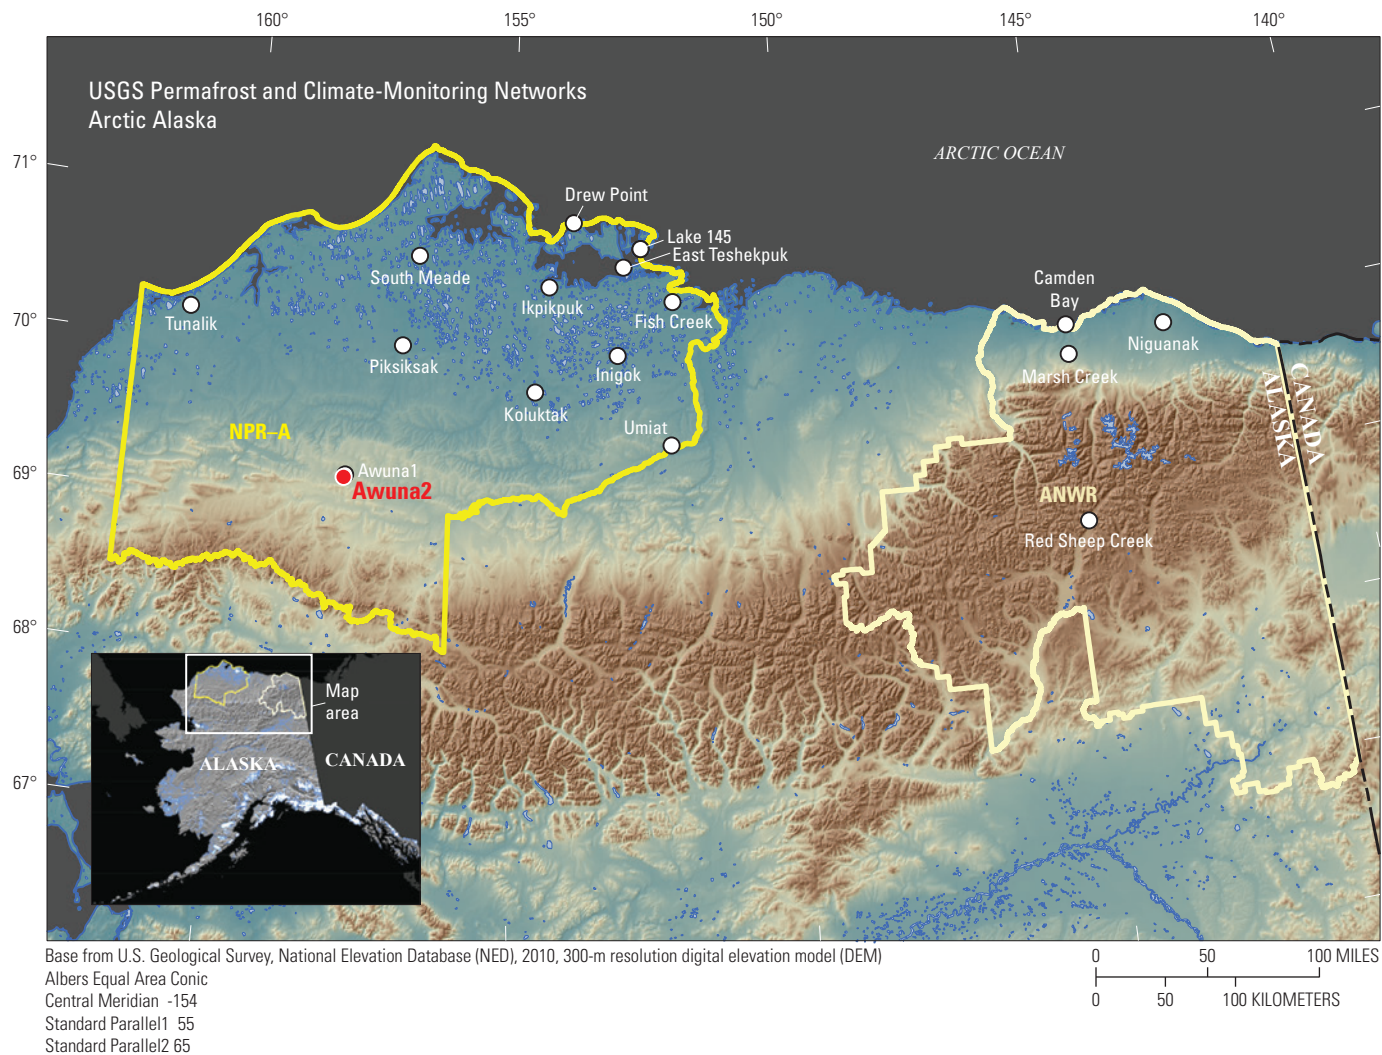 160°
155°
150°
145°
140°
USGS Permafrost and Climate-Monitoring Networks
Arctic Alaska
ARCTIC OCEAN
71°
70°
69°
68°
67°
Drew Point
Lake 145
East Teshekpuk
South Meade
Ikpikpuk
Fish Creek
Tunalik
Piksiksak
Inigok
Koluktak
Umiat
NPR–A
Awuna1
Awuna2
Camden
Bay
Niguanak
Marsh Creek
CANADA
ALASKA
ANWR
Red Sheep Creek
Map
area
ALASKA
CANADA
Base from U.S. Geological Survey, National Elevation Database (NED), 2010, 300-m resolution digital elevation model (DEM)
Albers Equal Area Conic
Central Meridian -154
Standard Parallel1 55
Standard Parallel2 65
0 50 100 MILES
0 50 100 KILOMETERS